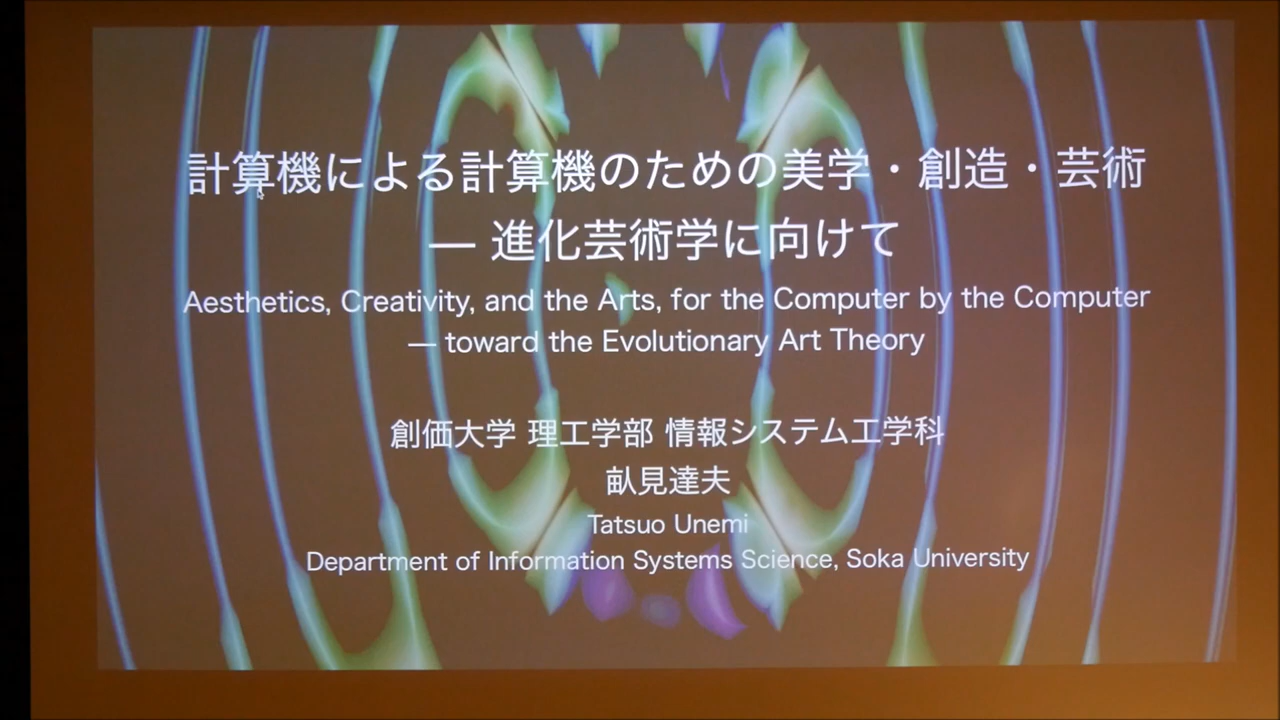 計算機による計算機のための美学・創造・芸術
— 進化芸術学に向けて
Aesthetics, Creativity, and the Arts, for the Computer by the Computer
— toward the Evolutionary Art Theory
創価大学 理工学部 情報システム工学科
畝見達夫
Tatsuo Unemi
Department of Information Systems Science, Soka University